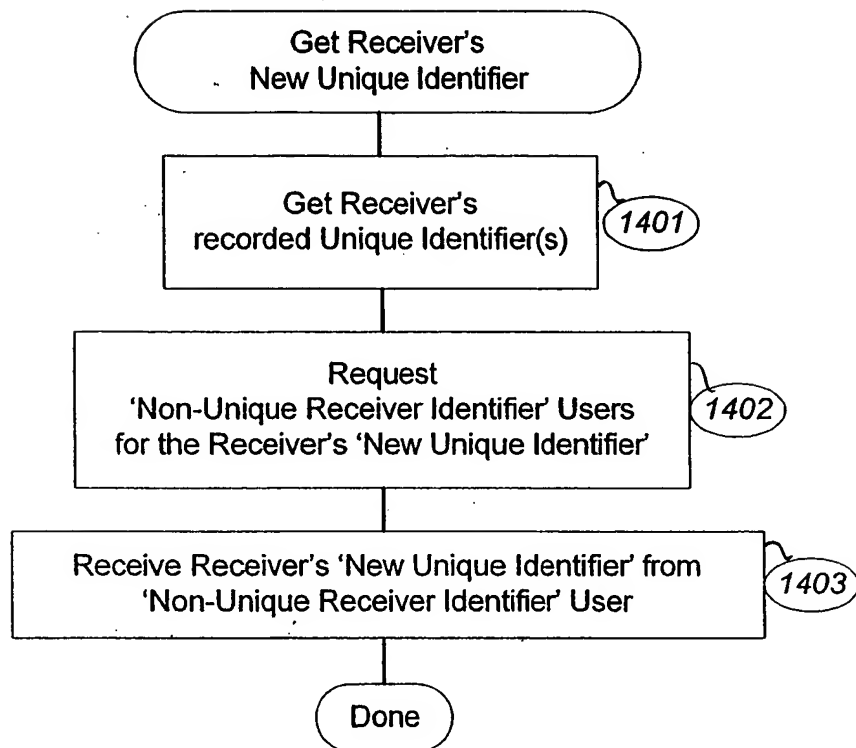 Get Receiver's
New Unique Identifier
Get Receiver's
recorded Unique Identifier(s)
1401
Request
'Non-Unique Receiver Identifier' Users
for the Receiver's 'New Unique Identifier'
1402
Receive Receiver's 'New Unique Identifier' from
'Non-Unique Receiver Identifier' User
1403
Done